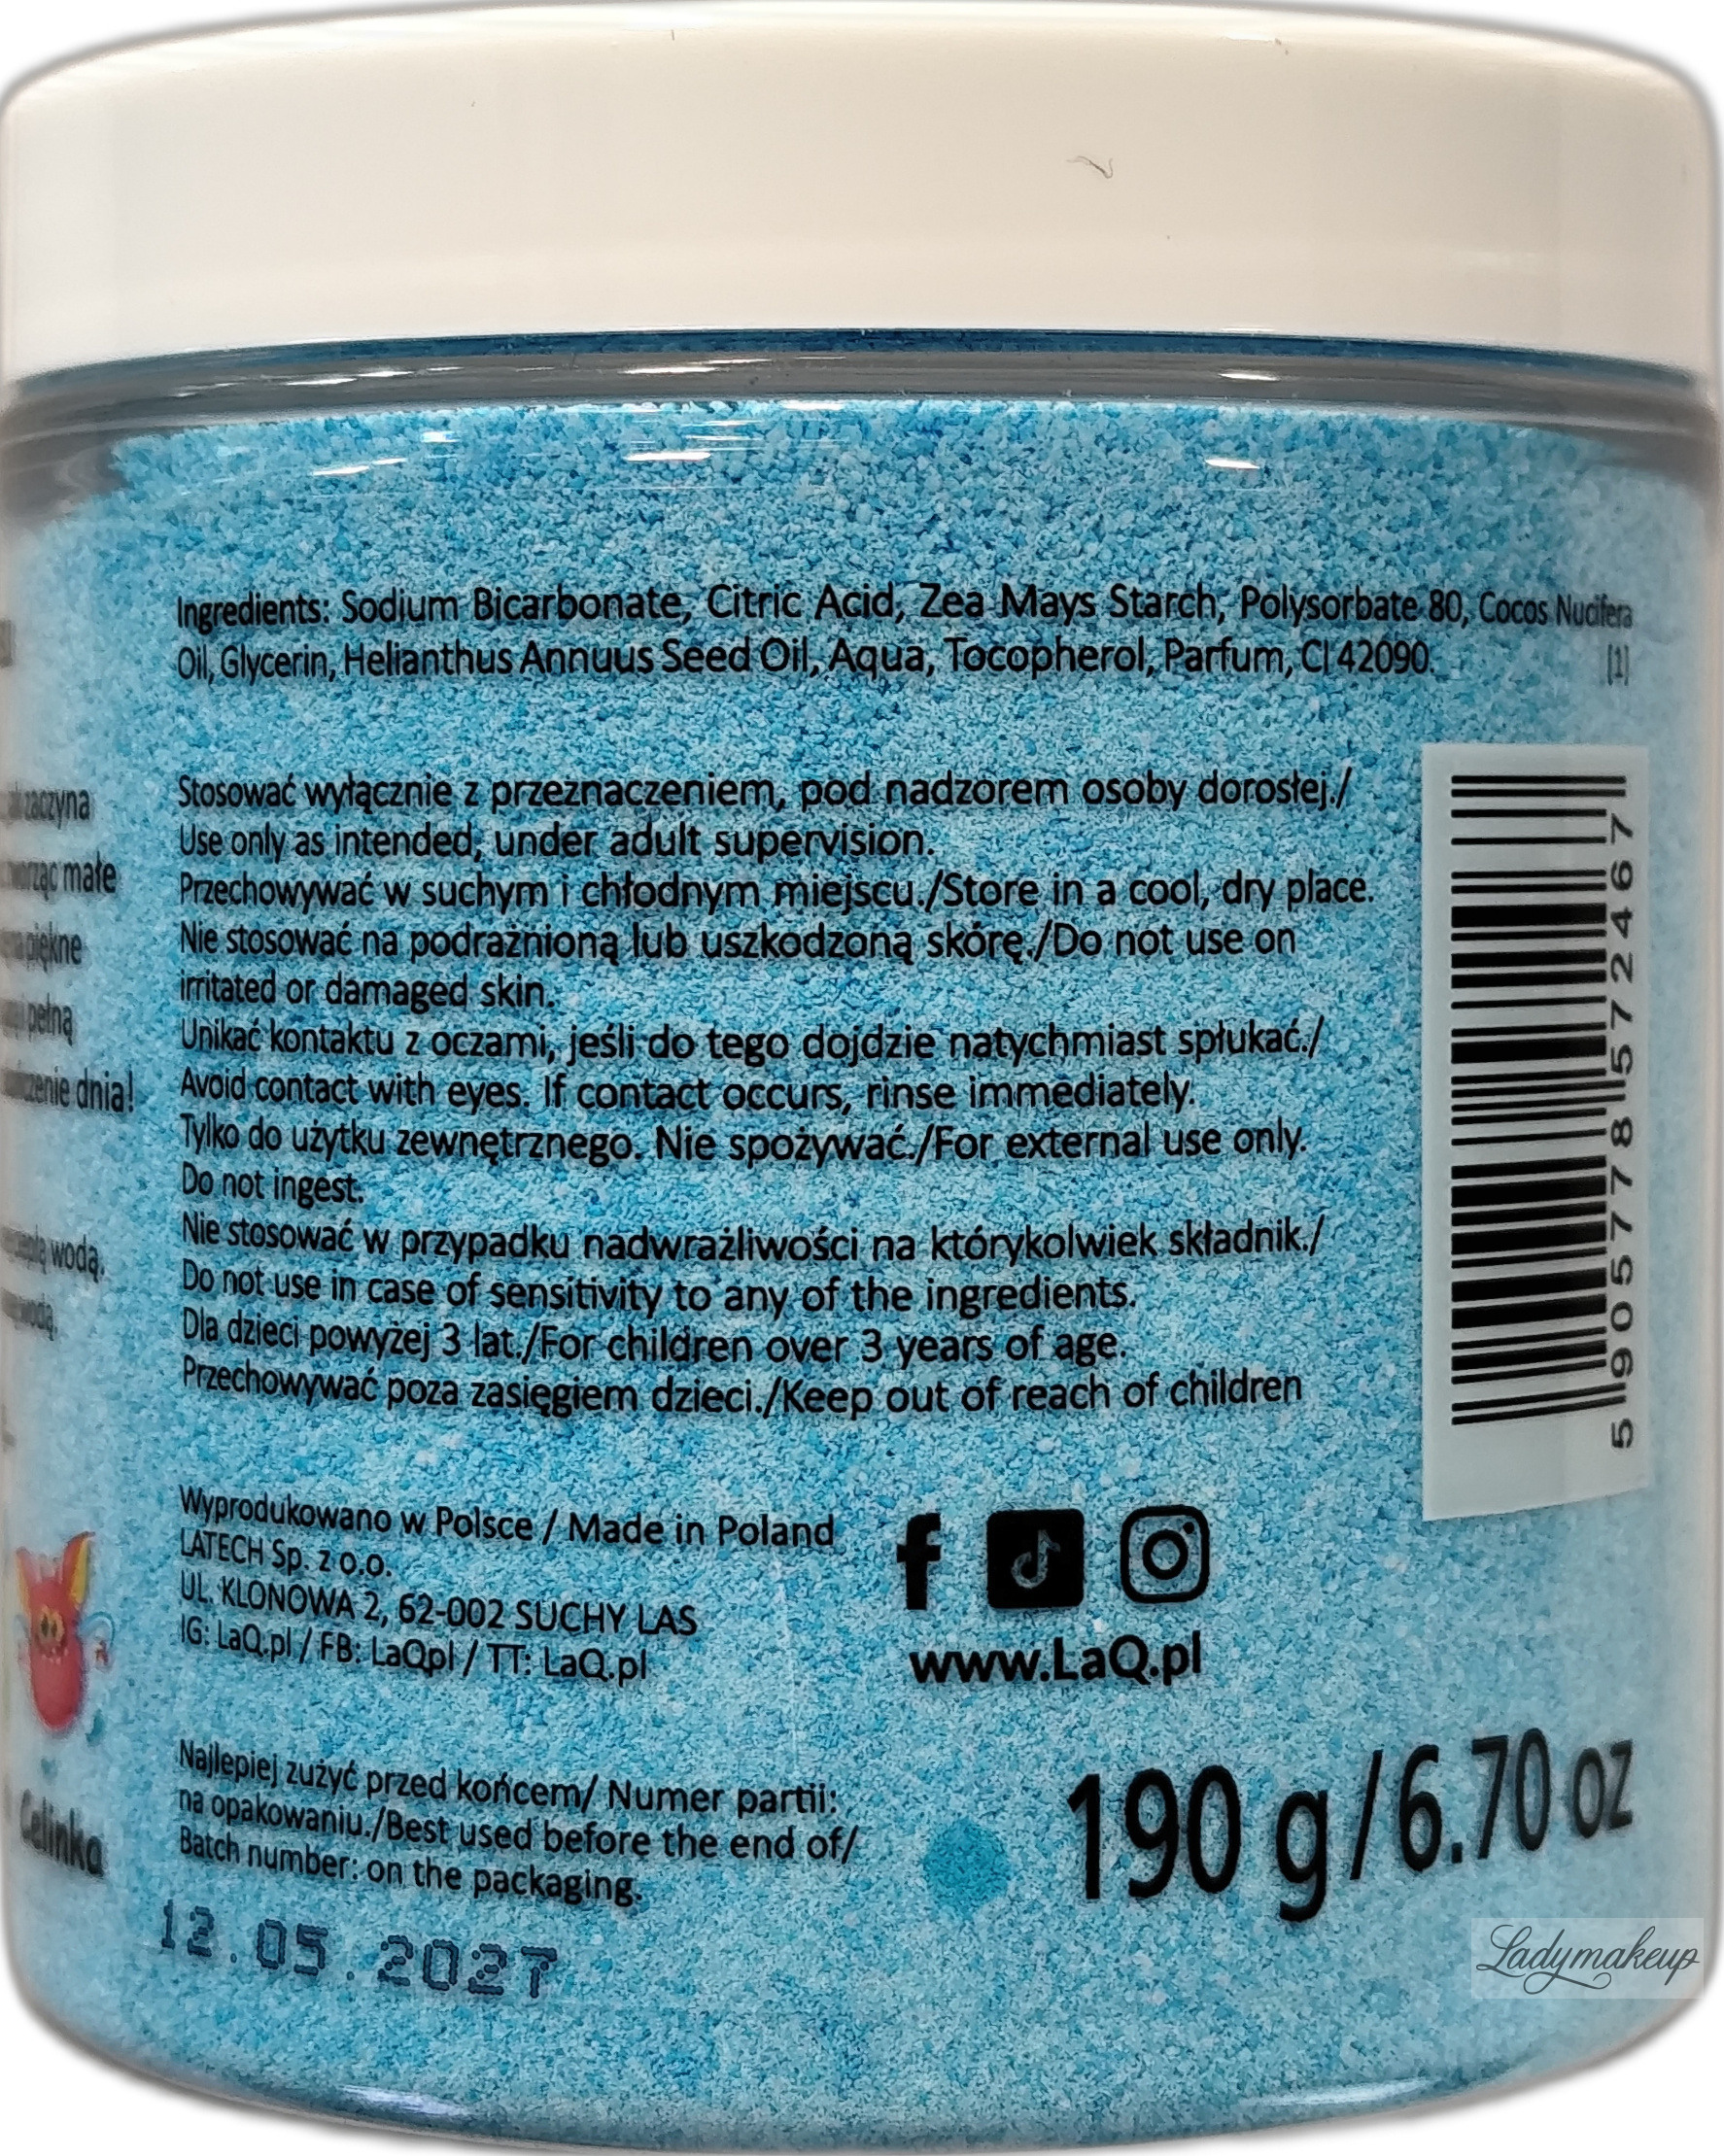 Ingredients: Sodium Bicarbonate, Citric Acid, Zea Mays Starch, Polysorbate 80, Cocos Nucifera
Oil, Glycerin, Helianthus Annuus Seed Oil, Aqua, Tocopherol, Parfum, CI 42090.
[1]
Stosować wyłącznie z przeznaczeniem, pod nadzorem osoby dorosłej./
Use only as intended, under adult supervision.
Przechowywać w suchym i chłodnym miejscu./Store in a cool, dry place.
Nie stosować na podrażnioną lub uszkodzoną skórę./Do not use on
irritated or damaged skin.
Unikać kontaktu z oczami, jeśli do tego dojdzie natychmiast spłukać./
Avoid contact with eyes. If contact occurs, rinse immediately.
Tylko do użytku zewnętrznego. Nie spożywać./For external use only.
Do not ingest.
Nie stosować w przypadku nadwrażliwości na którykolwiek składnik./
Do not use in case of sensitivity to any of the ingredients.
Dla dzieci powyżej 3 lat./For children over 3 years of age.
Przechowywać poza zasięgiem dzieci./Keep out of reach of children
5905778572467
Wyprodukowano w Polsce / Made in Poland
LATECH Sp. z o.o.
UL. KLONOWA 2, 62-002 SUCHY LAS
IG: LaQ.pl / FB: LaQpl / TT: LaQ.pl
www.LaQ.pl
Najlepiej zużyć przed końcem/ Numer partii:
na opakowaniu./Best used before the end of/
Batch number: on the packaging.
190 g/6.70 oz
12.05.2027
zaczyna
małe
piękne
pełną
dnia!
wodą.
wodą.
Celinka
Ladymakeup